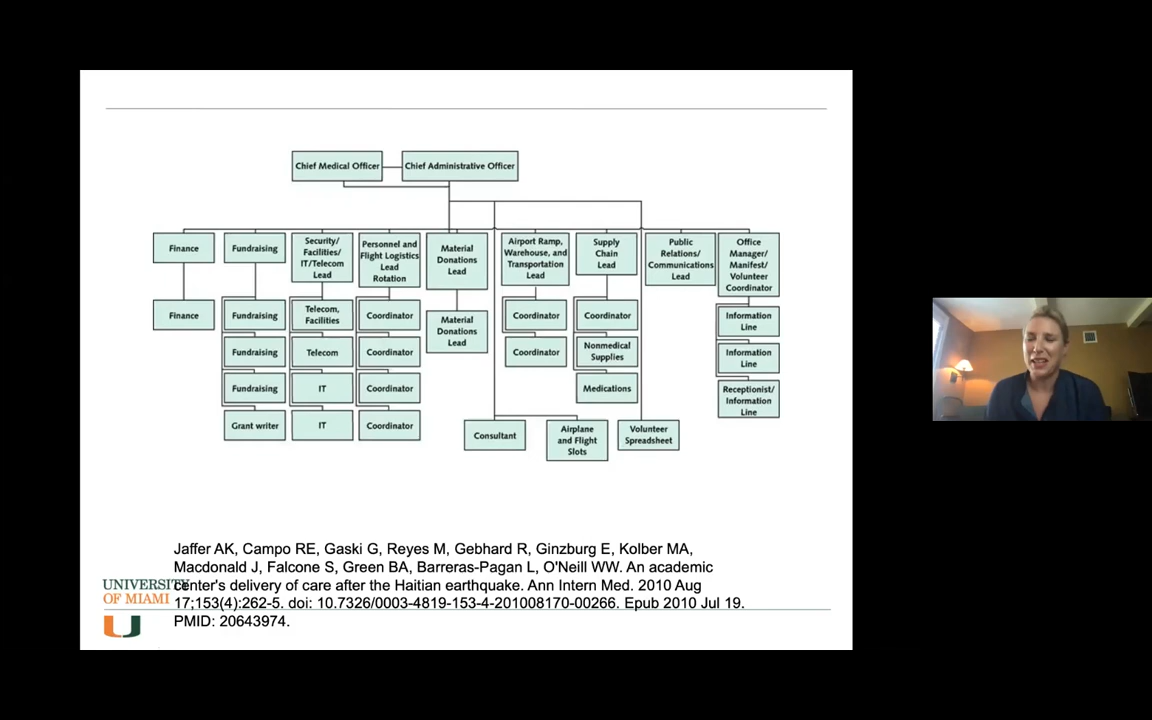 Chief Medical Officer
Chief Administrative Officer
Finance
Fundraising
Security/
Facilities/
IT/Telecom
Lead
Personnel and
Flight Logistics
Lead
Rotation
Material
Donations
Lead
Airport Ramp,
Warehouse, and
Transportation
Lead
Supply
Chain
Lead
Public
Relations/
Communications
Lead
Office
Manager/
Manifest/
Volunteer
Coordinator
Finance
Fundraising
Telecom,
Facilities
Coordinator
Material
Donations
Lead
Coordinator
Coordinator
Information
Line
Fundraising
Telecom
Coordinator
Coordinator
Nonmedical
Supplies
Information
Line
Fundraising
IT
Coordinator
Medications
Receptionist/
Information
Line
Grant writer
IT
Coordinator
Consultant
Airplane
and Flight
Slots
Volunteer
Spreadsheet
Jaffer AK, Campo RE, Gaski G, Reyes M, Gebhard R, Ginzburg E, Kolber MA,
Macdonald J, Falcone S, Green BA, Barreras-Pagan L, O'Neill WW. An academic
center's delivery of care after the Haitian earthquake. Ann Intern Med. 2010 Aug
17;153(4):262-5. doi: 10.7326/0003-4819-153-4-201008170-00266. Epub 2010 Jul 19.
PMID: 20643974.
UNIVERSITY
OF MIAMI